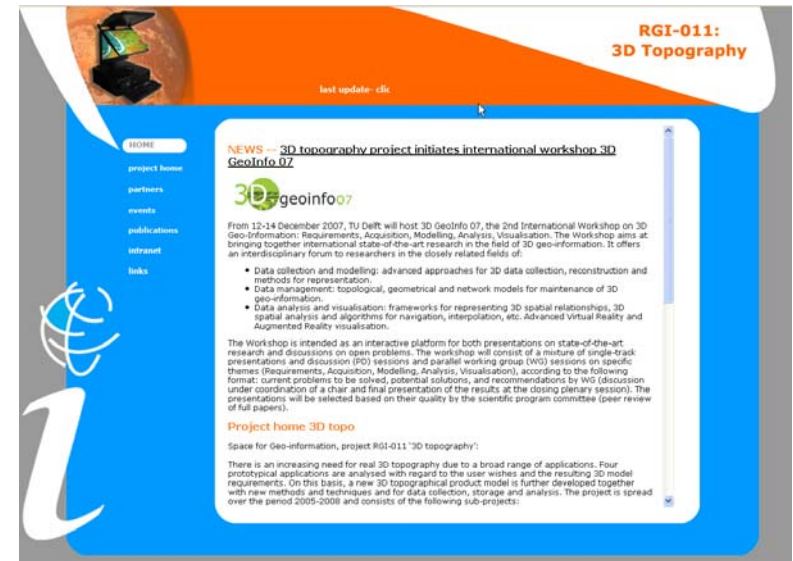 RGI-011:
3D Topography
last update- clic
HOME
project home
partners
events
publications
intranet
links
NEWS -- 3D topography project initiates international workshop 3D
GeoInfo 07
3D geoinfo07
From 12-14 December 2007, TU Delft will host 3D GeoInfo 07, the 2nd International Workshop on 3D
Geo-Information: Requirements, Acquisition, Modelling, Analysis, Visualisation. The Workshop aims at
bringing together international state-of-the-art research in the field of 3D geo-information. It offers
an interdisciplinary forum to researchers in the closely related fields of:
• Data collection and modelling: advanced approaches for 3D data collection, reconstruction and
methods for representation.
• Data management: topological, geometrical and network models for maintenance of 3D
geo-information.
• Data analysis and visualisation: frameworks for representing 3D spatial relationships, 3D
spatial analysis and algorithms for navigation, interpolation, etc. Advanced Virtual Reality and
Augmented Reality visualisation.
The Workshop is intended as an interactive platform for both presentations on state-of-the-art
research and discussions on open problems. The workshop will consist of a mixture of single-track
presentations and discussion (PD) sessions and parallel working group (WG) sessions on specific
themes (Requirements, Acquisition, Modelling, Analysis, Visualisation), according to the following
format: current problems to be solved, potential solutions, and recommendations by WG (discussion
under coordination of a chair and final presentation of the results at the closing plenary session). The
presentations will be selected based on their quality by the scientific program committee (peer review
of full papers).
Project home 3D topo
Space for Geo-information, project RGI-011 '3D topography':
There is an increasing need for real 3D topography due to a broad range of applications. Four
prototypical applications are analysed with regard to the user wishes and the resulting 3D model
requirements. On this basis, a new 3D topographical product model is further developed together
with new methods and techniques and for data collection, storage and analysis. The project is spread
over the period 2005-2008 and consists of the following sub-projects: